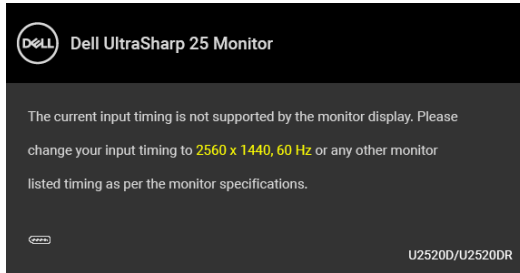 DELL
Dell UltraSharp 25 Monitor
The current input timing is not supported by the monitor display. Please
change your input timing to 2560 x 1440, 60 Hz or any other monitor
listed timing as per the monitor specifications.
U2520D/U2520DR